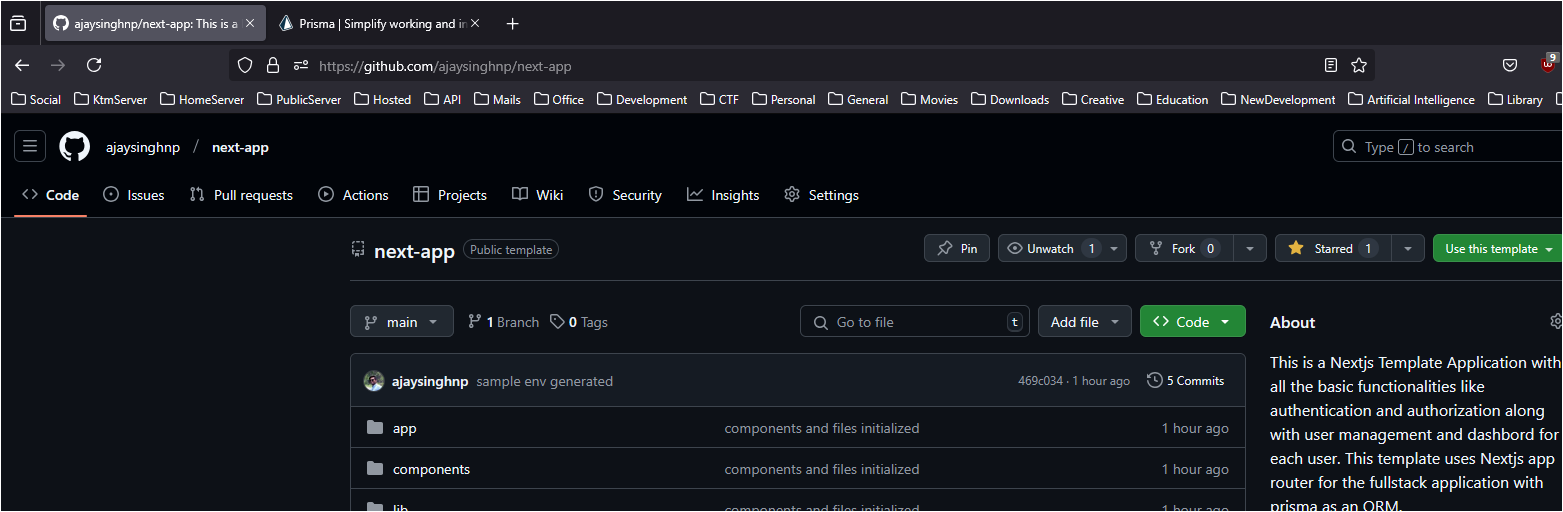 ajaysinghnp/next-app: This is a
Prisma | Simplify working and in
https://github.com/ajaysinghnp/next-app
9
Social KtmServer HomeServer PublicServer Hosted API Mails Office Development CTF Personal General Movies Downloads Creative Education NewDevelopment Artificial Intelligence Library
ajaysinghnp / next-app
Type / to search
Code Issues Pull requests Actions Projects Wiki Security Insights Settings
next-app Public template
Pin Unwatch 1 Fork 0 Starred 1 Use this template
main 1 Branch 0 Tags
Go to file t Add file Code
ajaysinghnp sample env generated 469c034 · 1 hour ago 5 Commits
app components and files initialized 1 hour ago
components components and files initialized 1 hour ago
lib components and files initialized 1 hour ago
About
This is a Nextjs Template Application with
all the basic functionalities like
authentication and authorization along
with user management and dashbord for
each user. This template uses Nextjs app
router for the fullstack application with
prisma as an ORM.